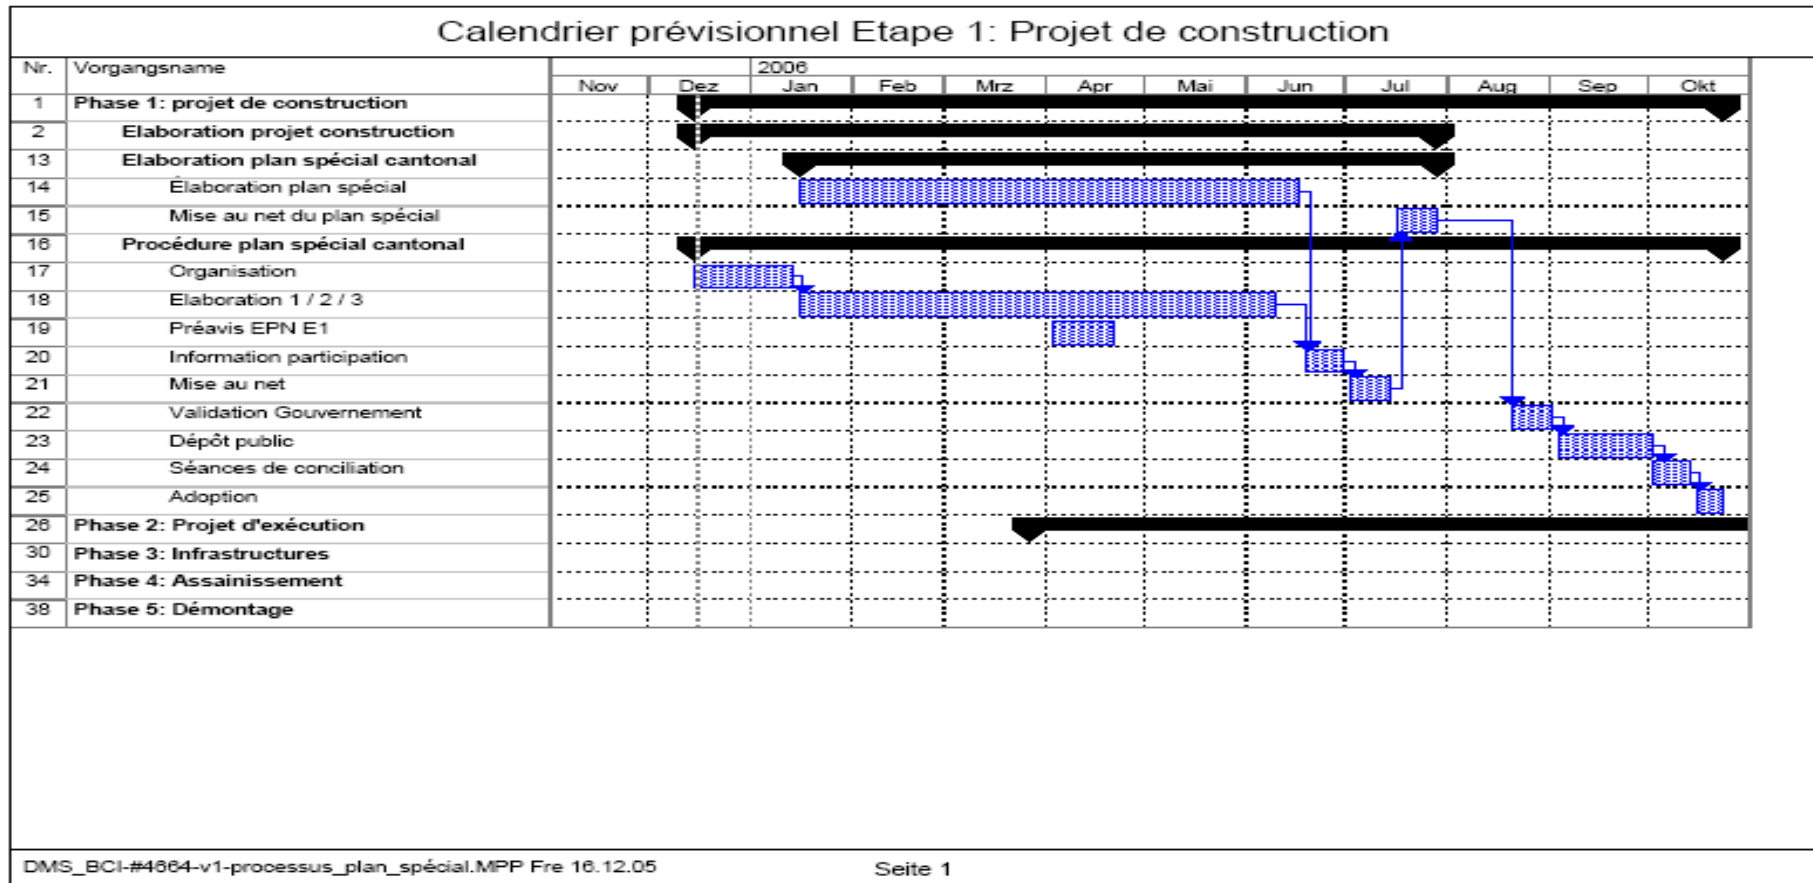 Calendrier prévisionnel Etape 1: Projet de construction
Nr. Vorgangsname 2006
Nov Dez Jan Feb Mrz Apr Mai Jun Jul Aug Sep Okt
1 Phase 1: projet de construction
2 Elaboration projet construction
13 Elaboration plan spécial cantonal
14 Élaboration plan spécial
15 Mise au net du plan spécial
16 Procédure plan spécial cantonal
17 Organisation
18 Elaboration 1 / 2 / 3
19 Préavis EPN E1
20 Information participation
21 Mise au net
22 Validation Gouvernement
23 Dépôt public
24 Séances de conciliation
25 Adoption
26 Phase 2: Projet d'exécution
30 Phase 3: Infrastructures
34 Phase 4: Assainissement
38 Phase 5: Démontage
DMS_BCI-#4664-v1-processus_plan_spécial.MPP Fre 16.12.05 Seite 1